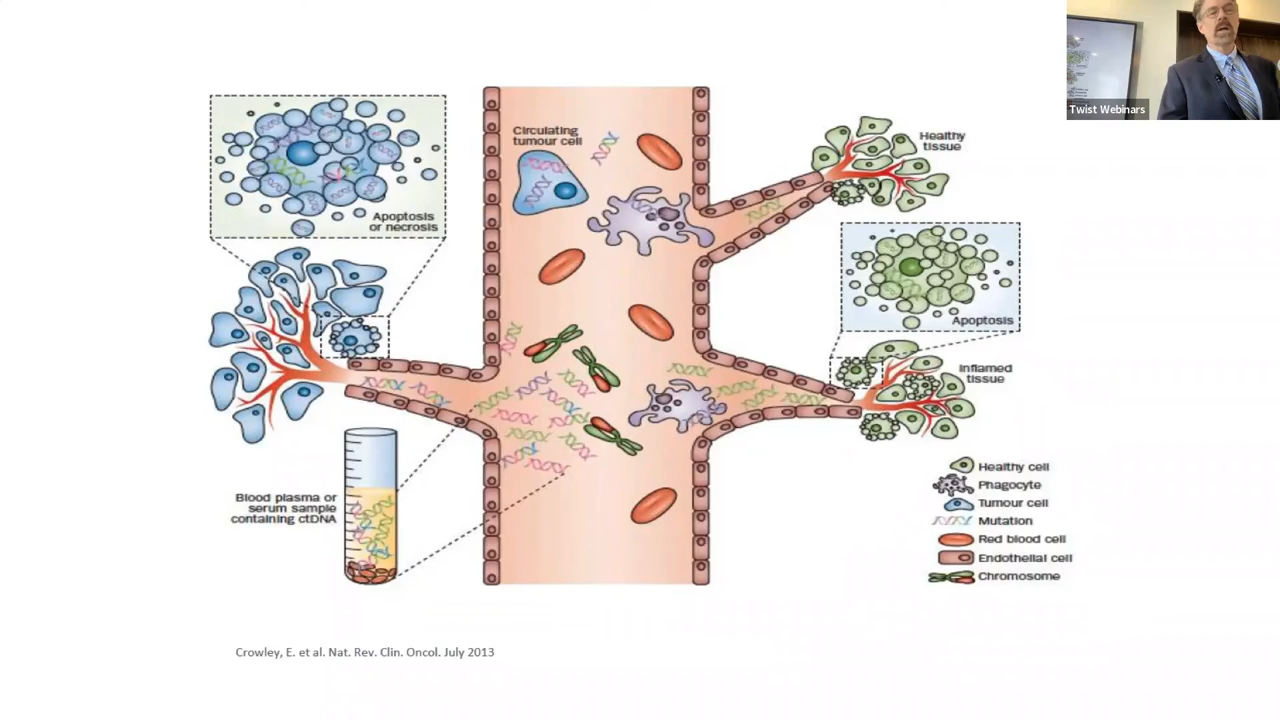 Twist Webinars
Circulating
tumour cell
Healthy
tissue
Apoptosis
or necrosis
Apoptosis
Inflamed
tissue
Blood plasma or
serum sample
containing ctDNA
Healthy cell
Phagocyte
Tumour cell
Mutation
Red blood cell
Endothelial cell
Chromosome
Crowley, E. et al. Nat. Rev. Clin. Oncol. July 2013